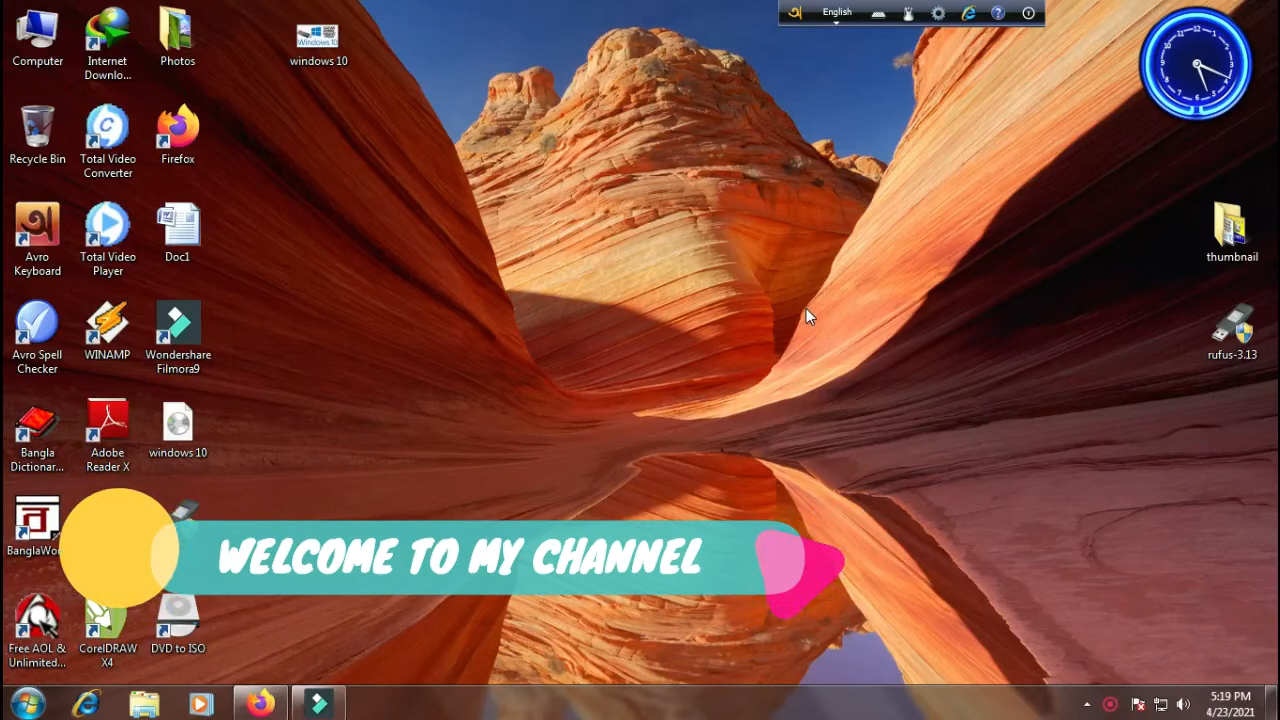 English
Computer
Internet
Downlo...
Photos
windows 10
Recycle Bin
Total Video
Converter
Firefox
Avro
Keyboard
Total Video
Player
Doc1
thumbnail
Avro Spell
Checker
WINAMP
Wondershare
Filmora9
rufus-3.13
Bangla
Dictionar...
Adobe
Reader X
windows 10
WELCOME TO MY CHANNEL
Free AOL &
Unlimited...
CorelDRAW
X4
DVD to ISO
5:19 PM
4/23/2021